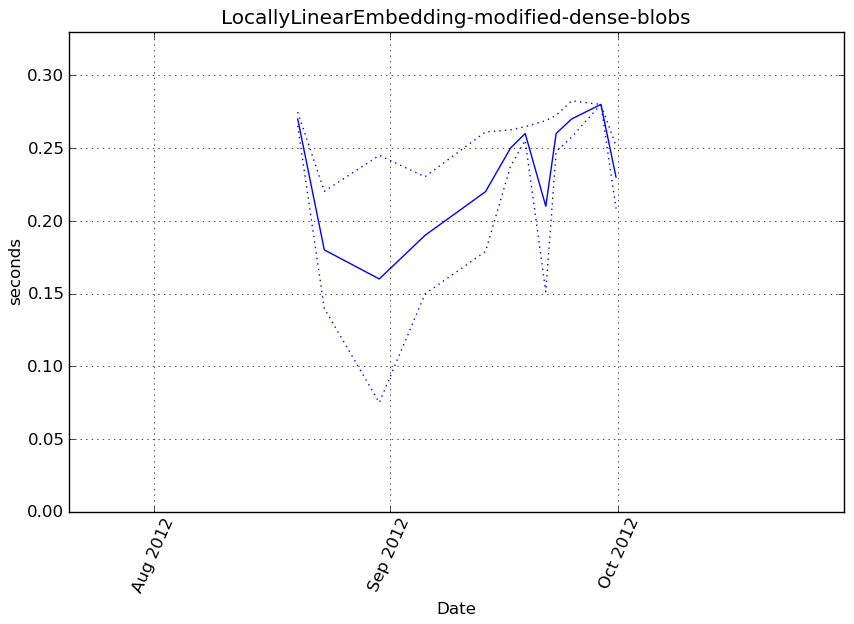 LocallyLinearEmbedding-modified-dense-blobs
0.30
0.25
0.20
0.15
0.10
0.05
0.00
seconds
Aug 2012
Sep 2012
Oct 2012
Date